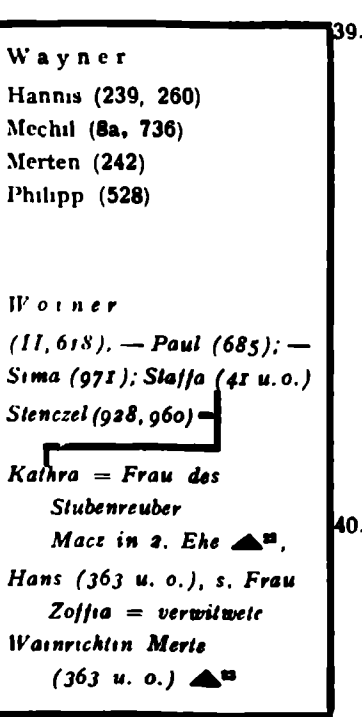 39.
Wayner
Hannis (239, 260)
Mechil (8a, 736)
Merten (242)
Philipp (528)
Woiner
(II, 618). — Paul (685); —
Sima (971); Staffa (41 u. o.)
Stenczel (928, 960)
Kathra = Frau des
Stubenreuber
Macz in 2. Ehe ▲,
40.
Hans (363 u. o.), s. Frau
Zoffia = verwitwete
Wainrichtin Merte
(363 u. o.) ▲